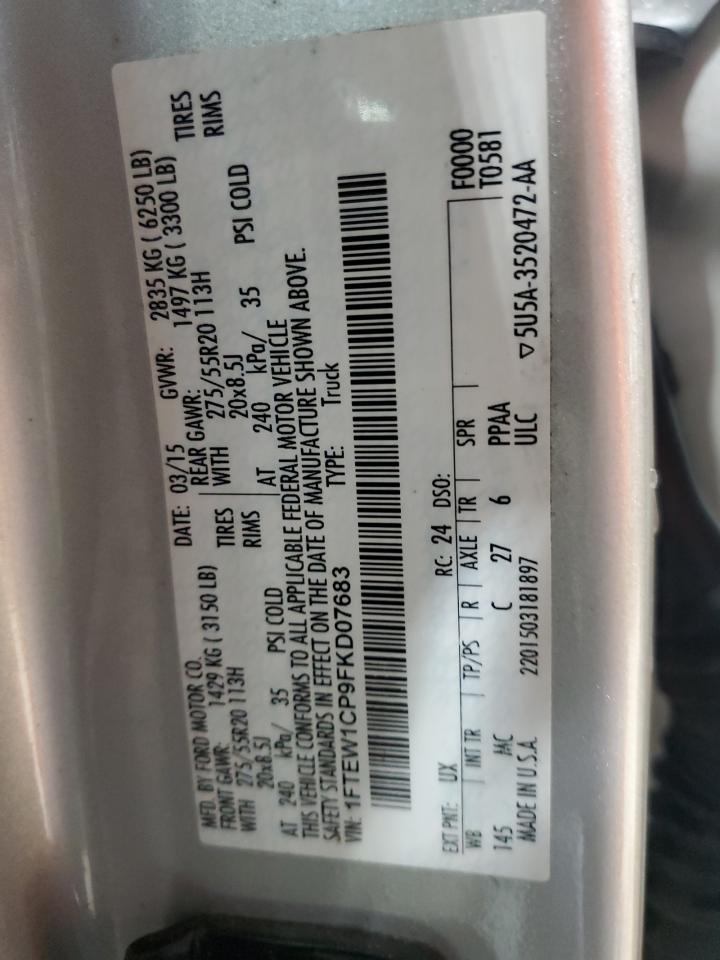 MFD. BY FORD MOTOR CO.
DATE: 03/15 GVWR: 2835 KG ( 6250 LB)
FRONT GAWR: 1429 KG ( 3150 LB) REAR GAWR: 1497 KG ( 3300 LB)
WITH 275/55R20 113H TIRES WITH 275/55R20 113H TIRES
20x8.5J RIMS 20x8.5J RIMS
AT 240 kPa/ 35 PSI COLD AT 240 kPa/ 35 PSI COLD
THIS VEHICLE CONFORMS TO ALL APPLICABLE FEDERAL MOTOR VEHICLE
SAFETY STANDARDS IN EFFECT ON THE DATE OF MANUFACTURE SHOWN ABOVE.
VIN: 1FTEW1CP9FKD07683 TYPE: Truck
EXT PNT: UX RC: 24 DSO: F0000
WB INT TR TP/PS R AXLE TR SPR T0581
145 MC C 27 6 PPAA
ULC
MADE IN U.S.A. 2201503181897 ▽ 5U5A-3520472-AA